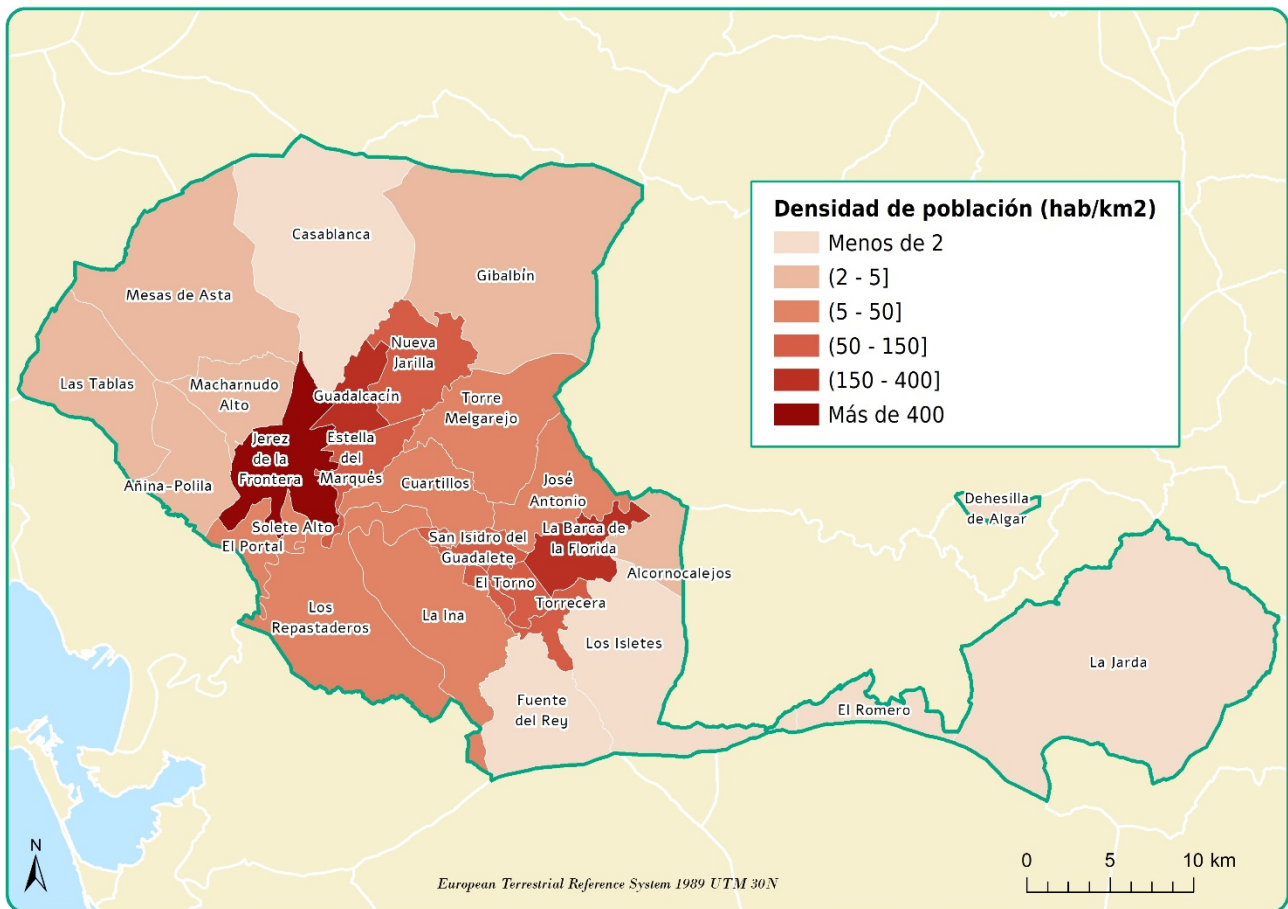 Densidad de población (hab/km2)
Menos de 2
(2 - 5]
(5 - 50]
(50 - 150]
(150 - 400]
Más de 400
Casablanca
Gibalbín
Mesas de Asta
Nueva
Jarilla
Las Tablas
Macharnudo
Alto
Guadalcacín
Torre
Melgarejo
Jerez
de la
Frontera
Estella
del
Marqués
Añina-Polila
Cuartillos
José
Antonio
Dehesilla
de Algar
Solete Alto
El Portal
San Isidro del
Guadalete
La Barca de
la Florida
Alcornocalejos
El Torno
Torrecera
Los
Repastaderos
La Ina
Los Isletes
La Jarda
Fuente
del Rey
El Romero
N
0 5 10 km
European Terrestrial Reference System 1989 UTM 30N